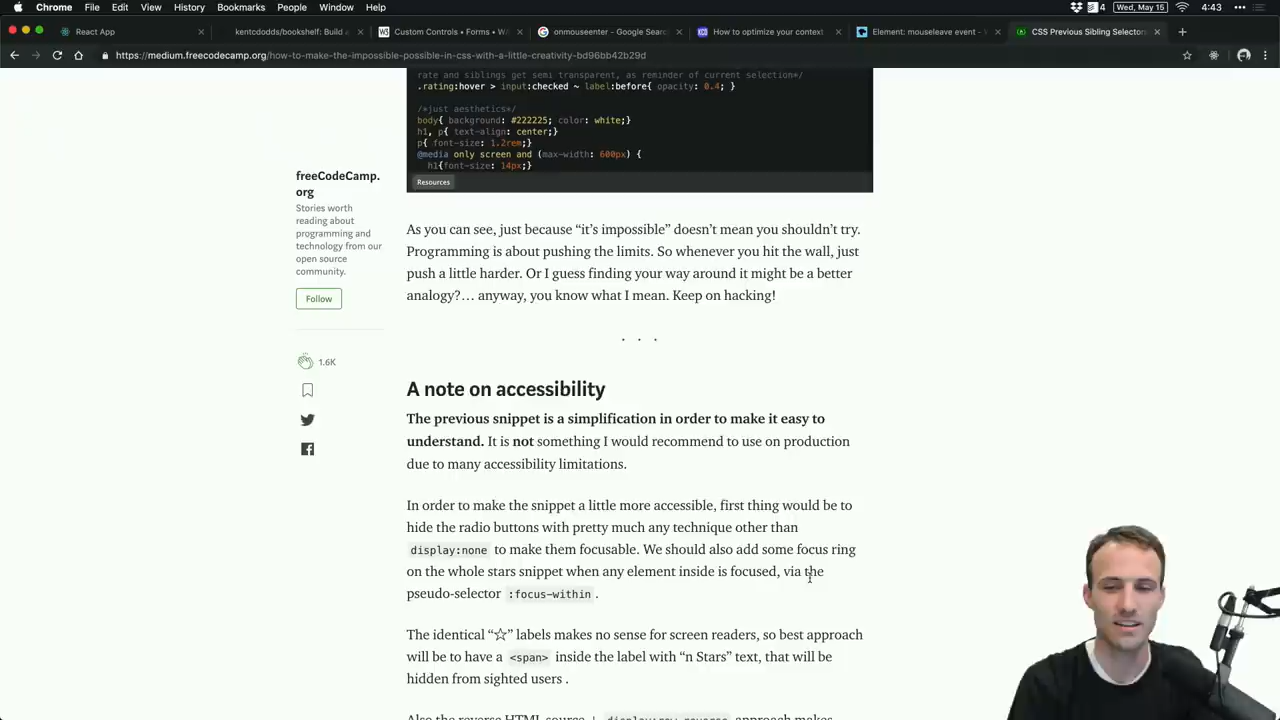 Chrome File Edit View History Bookmarks People Window Help
4 Wed, May 15 4:43
React App
kentcdodds/bookshelf: Build a
Custom Controls • Forms • W
onmouseenter - Google Sear
How to optimize your context
Element: mouseleave event -
CSS Previous Sibling Selectors
https://medium.freecodecamp.org/how-to-make-the-impossible-possible-in-css-with-a-little-creativity-bd96bb42b29d
rate and siblings get semi transparent, as reminder of current selection*/
.rating:hover > input:checked ~ label:before{ opacity: 0.4; }
/*just aesthetics*/
body{ background: #222225; color: white;}
h1, p{ text-align: center;}
p{ font-size: 1.2rem;}
@media only screen and (max-width: 600px) {
h1{font-size: 14px;}
Resources
freeCodeCamp.
org
Stories worth
reading about
programming and
technology from our
open source
community.
Follow
1.6K
As you can see, just because “it’s impossible” doesn’t mean you shouldn’t try.
Programming is about pushing the limits. So whenever you hit the wall, just
push a little harder. Or I guess finding your way around it might be a better
analogy?… anyway, you know what I mean. Keep on hacking!
. . .
A note on accessibility
The previous snippet is a simplification in order to make it easy to
understand. It is not something I would recommend to use on production
due to many accessibility limitations.
In order to make the snippet a little more accessible, first thing would be to
hide the radio buttons with pretty much any technique other than
display:none to make them focusable. We should also add some focus ring
on the whole stars snippet when any element inside is focused, via the
pseudo-selector :focus-within .
The identical “☆” labels makes no sense for screen readers, so best approach
will be to have a <span> inside the label with “n Stars” text, that will be
hidden from sighted users .
Also the reverse HTML source + display:row-reverse approach makes